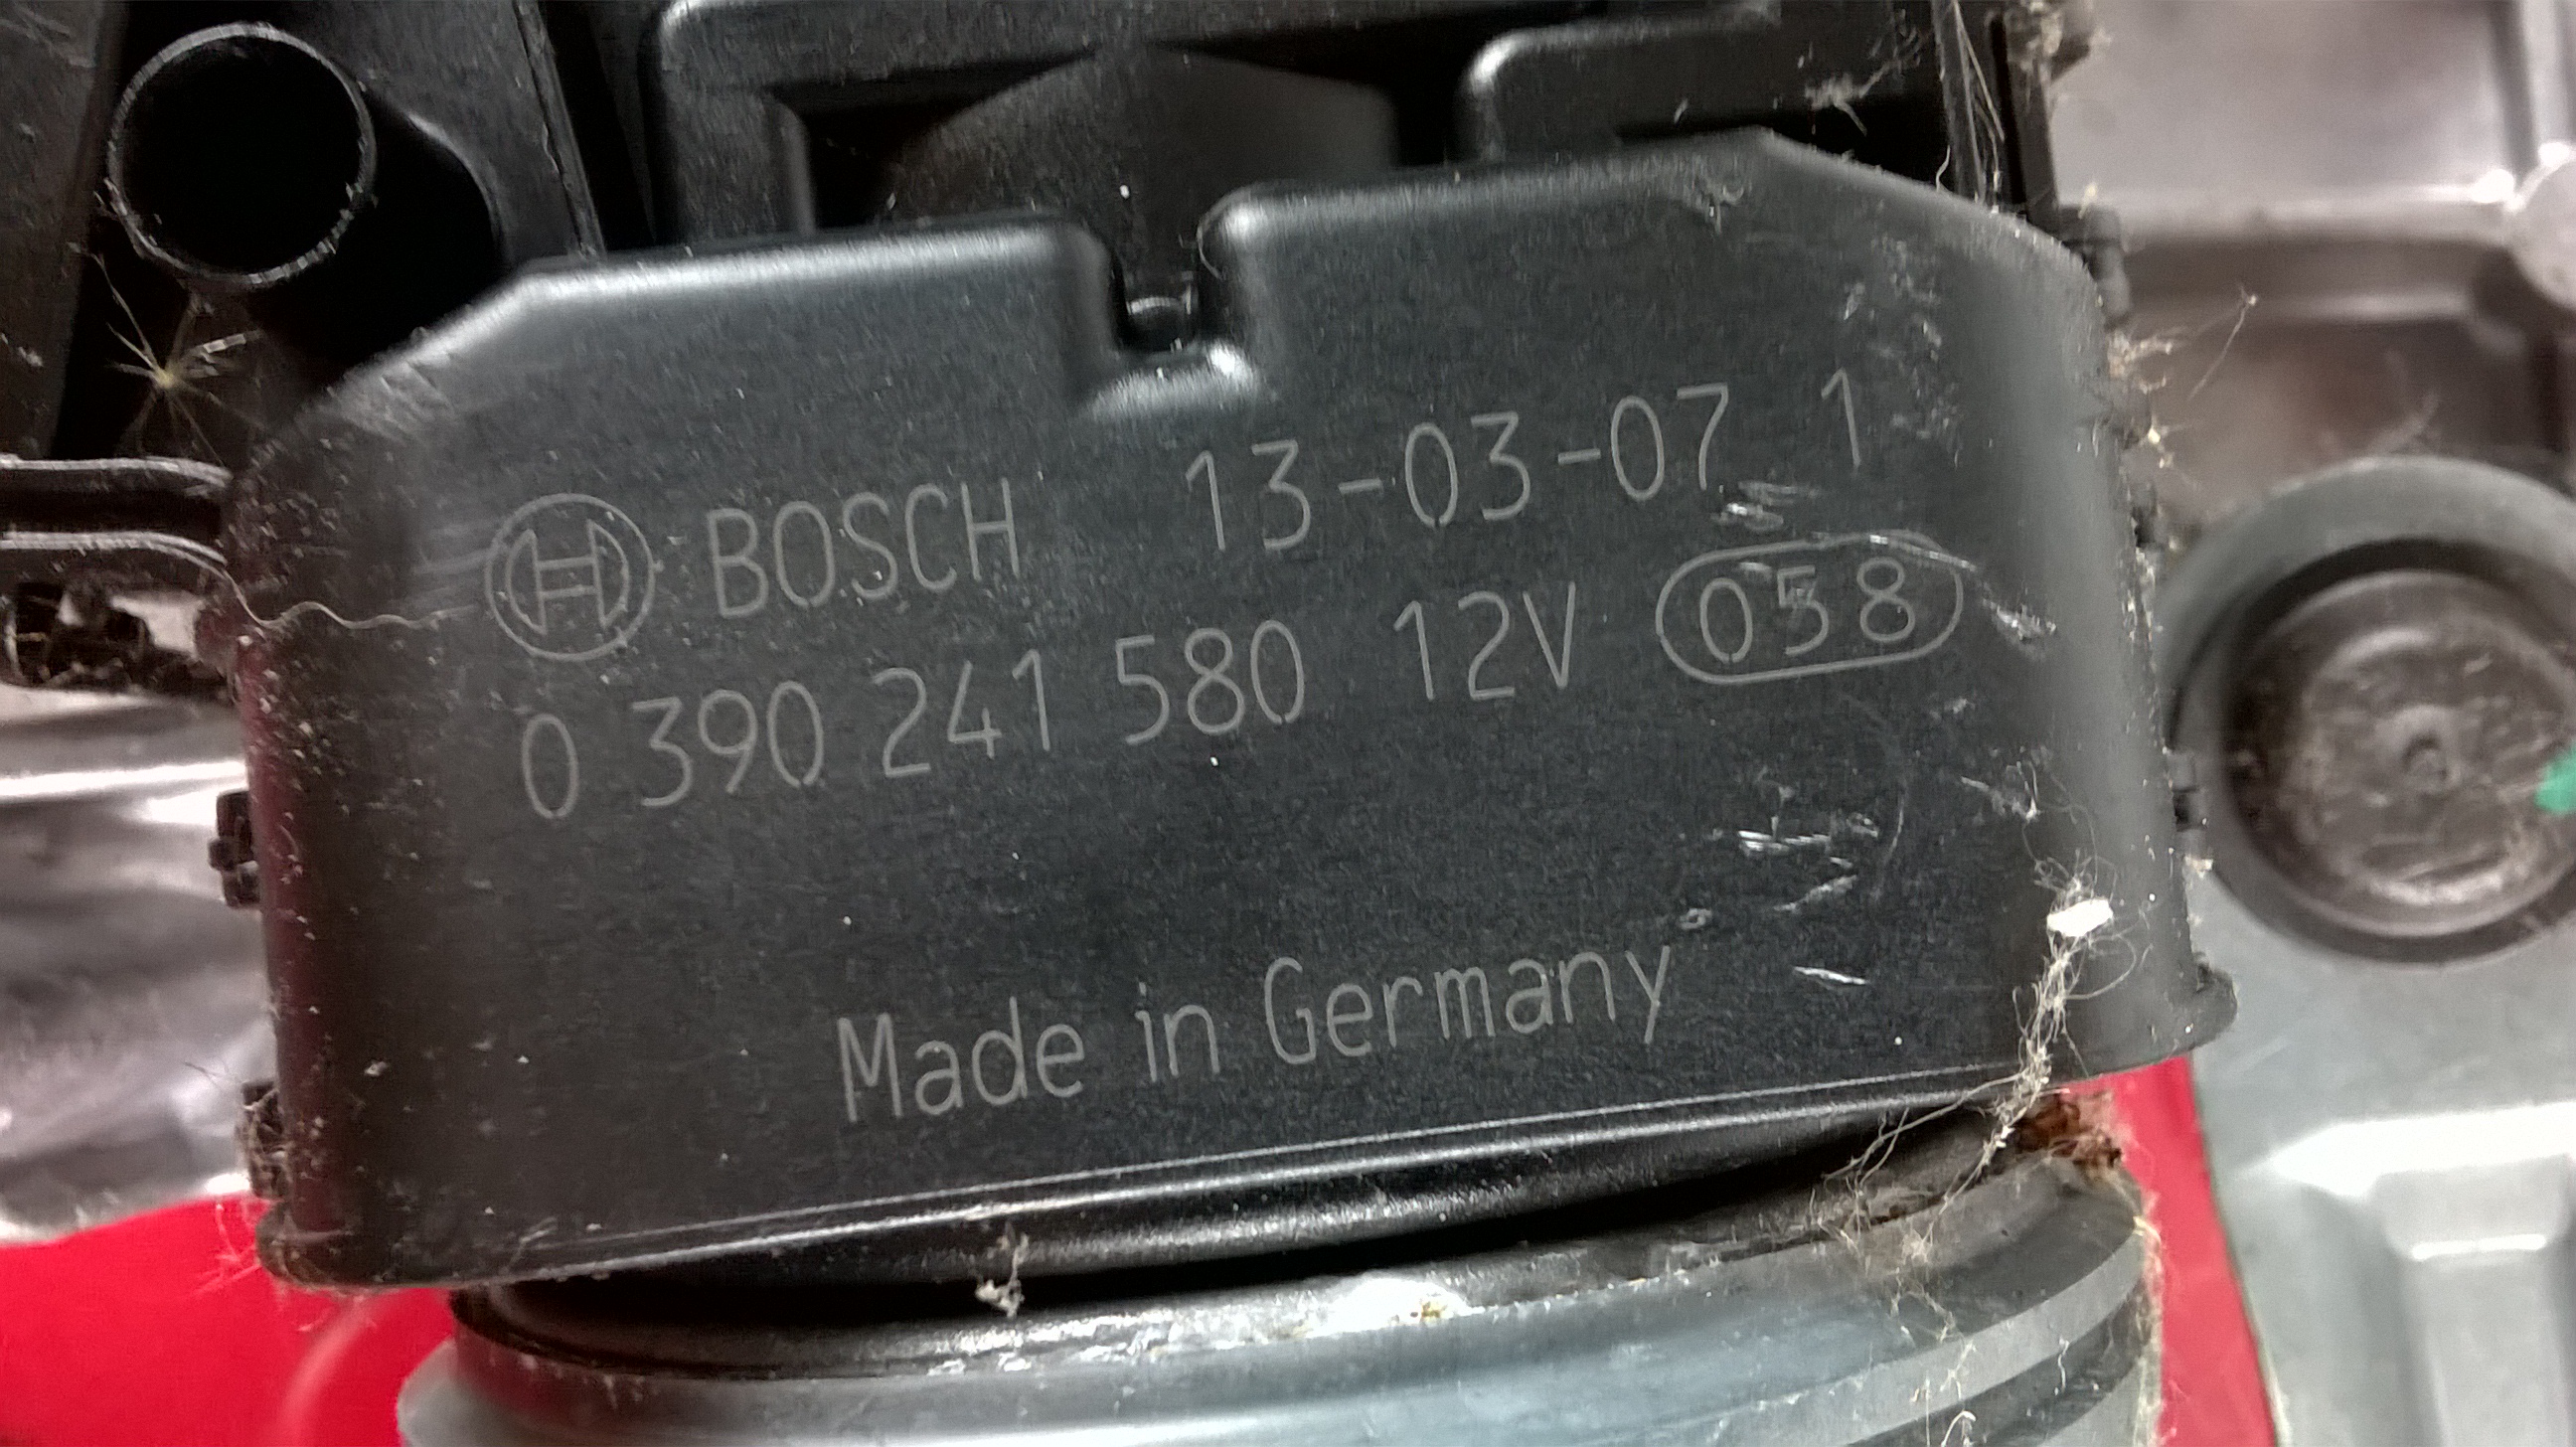 BOSCH 13-03-07 1
0 390 241 580 12V 058
Made in Germany